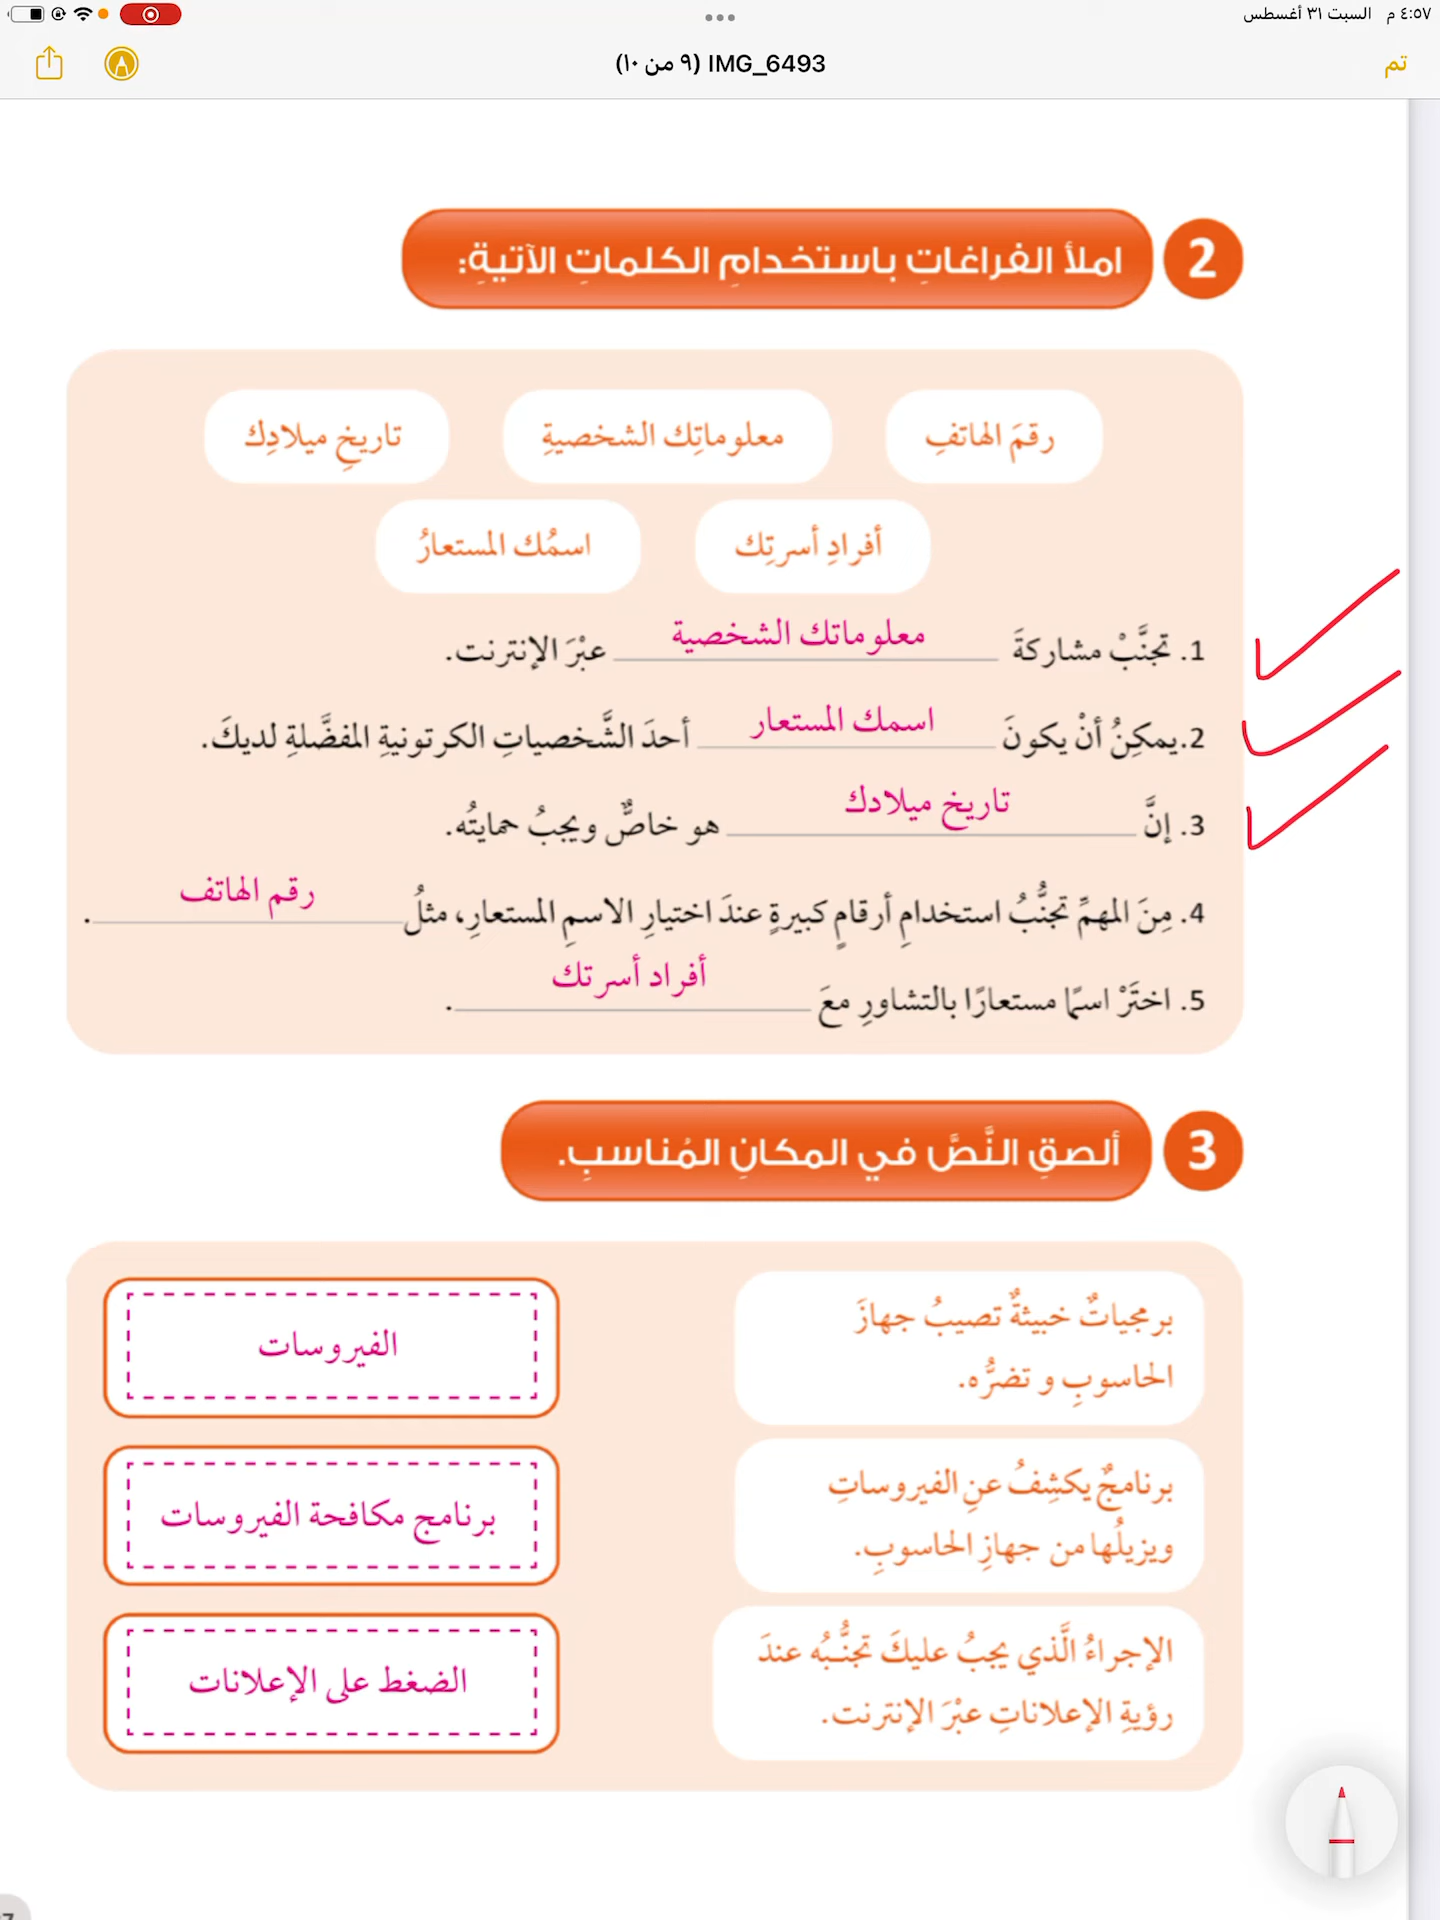 ٤:٥٧ م السبت ٣١ أغسطس
تم
IMG_6493 (٩ من ١٠)
2
املأ الفراغاتِ باستخدامِ الكلماتِ الآتيةِ:
رقمَ الهاتفِ
معلوماتِك الشخصيةِ
تاريخِ ميلادِك
أفرادِ أسرتِك
اسمُك المستعارُ
1. تجنَّبْ مشاركةَ معلوماتك الشخصية عبْرَ الإنترنت.
2. يمكِنُ أنْ يكونَ اسمك المستعار أحدَ الشَّخصياتِ الكرتونيةِ المفضَّلةِ لديكَ.
3. إنَّ تاريخ ميلادك هو خاصٌّ ويجبُ حمايتُه.
4. مِنَ المهمِّ تجنُّبُ استخدامِ أرقامٍ كبيرةٍ عندَ اختيارِ الاسمِ المستعارِ، مثلُ رقم الهاتف.
5. اختَرْ اسمًا مستعارًا بالتشاورِ معَ أفراد أسرتك.
3
ألصقِ النَّصَّ في المكانِ المُناسبِ.
برمجياتٌ خبيثةٌ تصيبُ جهازَ
الحاسوبِ و تضرُّه.
الفيروسات
برنامجٌ يكشِفُ عنِ الفيروساتِ
ويزيلُها من جهازِ الحاسوبِ.
برنامج مكافحة الفيروسات
الإجراءُ الَّذي يجبُ عليكَ تجنُّبُه عندَ
رؤيةِ الإعلاناتِ عبْرَ الإنترنت.
الضغط على الإعلانات